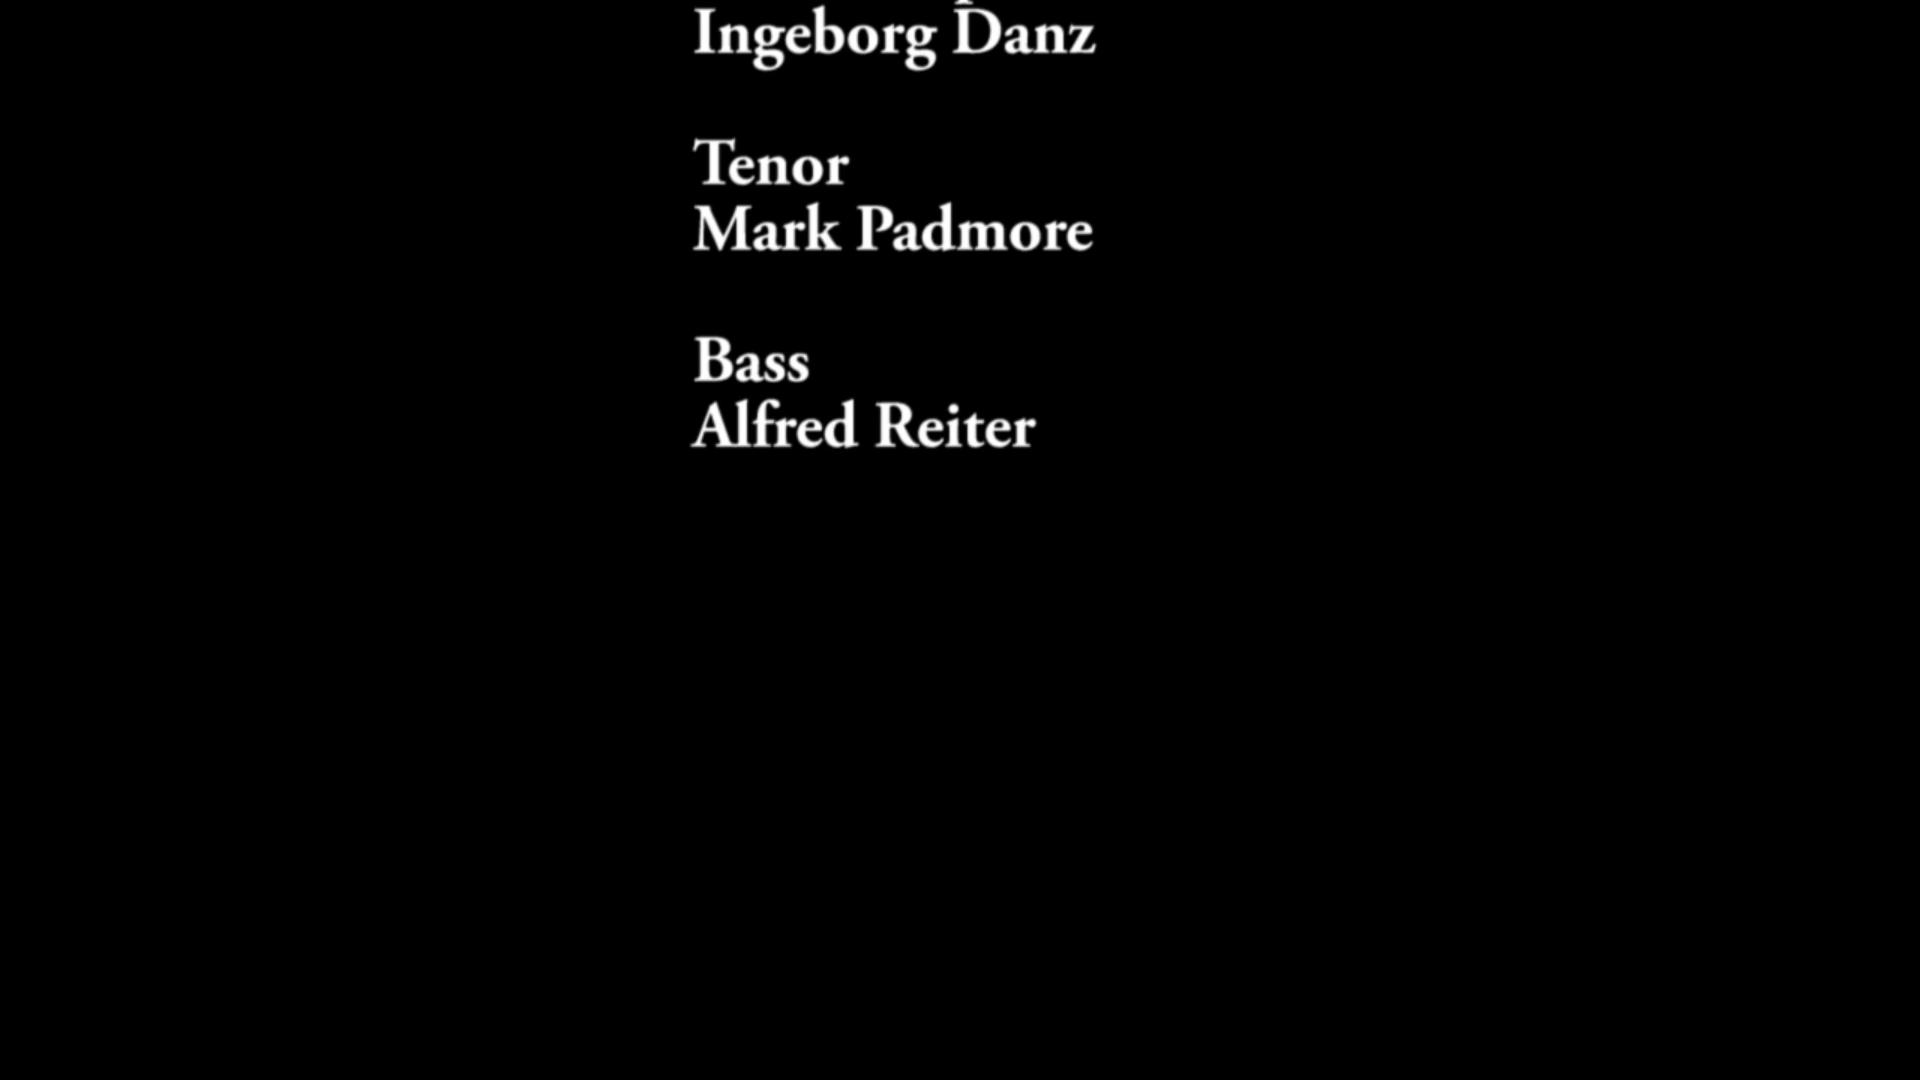 Ingeborg Danz
Tenor
Mark Padmore
Bass
Alfred Reiter